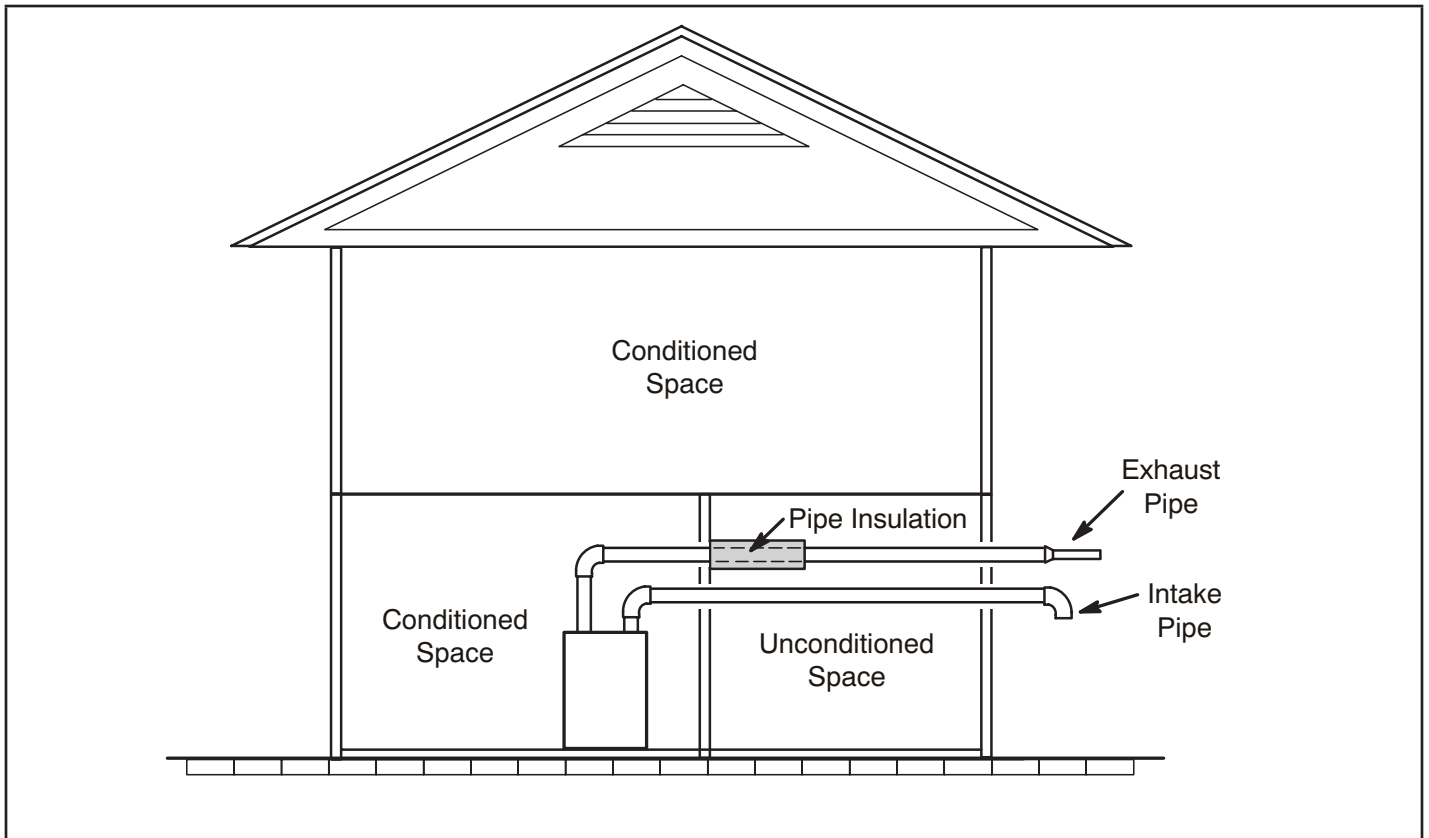 Conditioned
Space
Exhaust
Pipe
Pipe Insulation
Intake
Pipe
Conditioned
Space
Unconditioned
Space